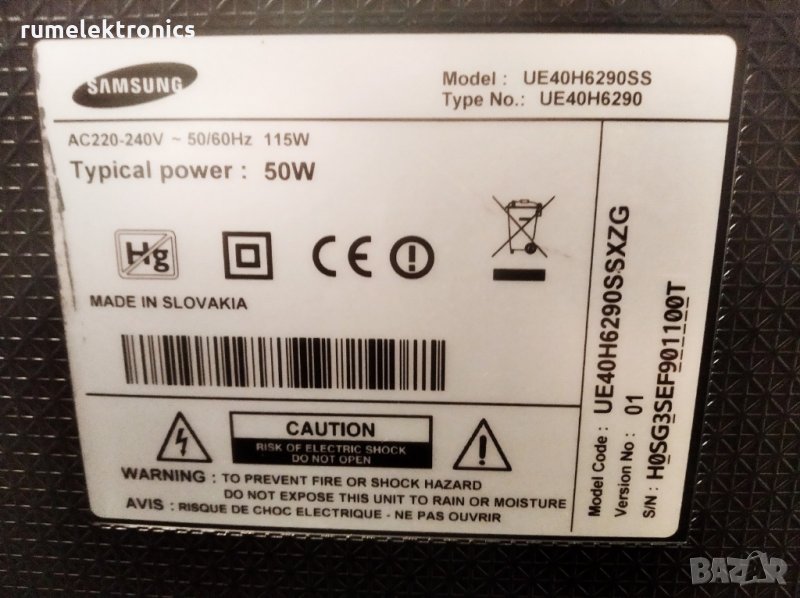 rumelektronics
SAMSUNG
Model : UE40H6290SS
Type No.: UE40H6290
AC220-240V ~ 50/60Hz 115W
Typical power : 50W
Hg
CE
MADE IN SLOVAKIA
CAUTION
RISK OF ELECTRIC SHOCK
DO NOT OPEN
WARNING : TO PREVENT FIRE OR SHOCK HAZARD
DO NOT EXPOSE THIS UNIT TO RAIN OR MOISTURE
AVIS : RISQUE DE CHOC ELECTRIQUE - NE PAS OUVRIR
Model Code : UE40H6290SSXZG
Version No : 01
S/N : H0SG3SEF901100T
BAZAR